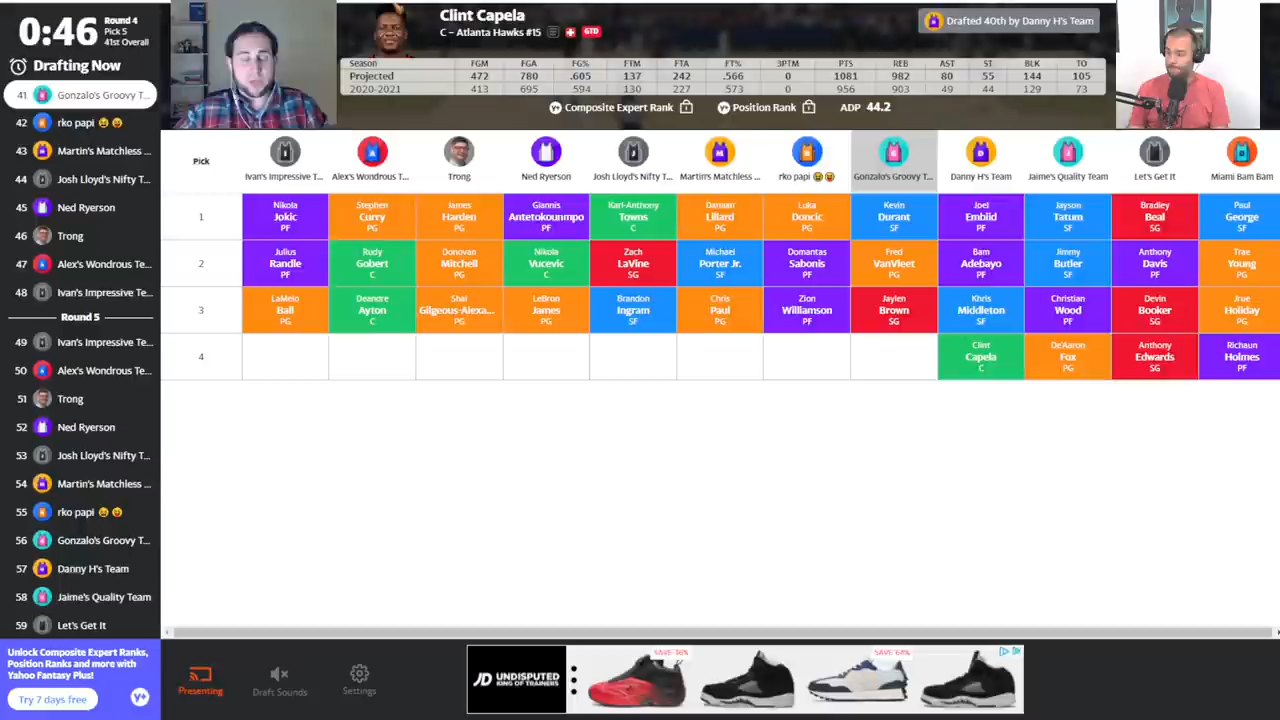 0:46
Round 4
Pick 5
41st Overall
Drafting Now
41 Gonzalo's Groovy T...
42 rko papi
43 Martin's Matchless ...
44 Josh Lloyd's Nifty T...
45 Ned Ryerson
46 Trong
47 Alex's Wondrous Te...
48 Ivan's Impressive Te...
Round 5
49 Ivan's Impressive Te...
50 Alex's Wondrous Te...
51 Trong
52 Ned Ryerson
53 Josh Lloyd's Nifty T...
54 Martin's Matchless ...
55 rko papi
56 Gonzalo's Groovy T...
57 Danny H's Team
58 Jaime's Quality Team
59 Let's Get It
Unlock Composite Expert Ranks,
Position Ranks and more with
Yahoo Fantasy Plus!
Try 7 days free
Y+
Clint Capela
C – Atlanta Hawks #15 GTD
Drafted 40th by Danny H's Team
Season FGM FGA FG% FTM FTA FT% 3PTM PTS REB AST ST BLK TO
Projected 472 780 .605 137 242 .566 0 1081 982 80 55 144 105
2020-2021 413 695 .594 130 227 .573 0 956 903 49 44 129 73
Y+ Composite Expert Rank Y+ Position Rank ADP 44.2
Pick Ivan's Impressive T... Alex's Wondrous T... Trong Ned Ryerson Josh Lloyd's Nifty T... Martin's Matchless ... rko papi Gonzalo's Groovy T... Danny H's Team Jaime's Quality Team Let's Get It Miami Bam Bam
1
Nikola Stephen James Giannis Karl-Anthony Damian Luka Kevin Joel Jayson Bradley Paul
Jokic Curry Harden Antetokounmpo Towns Lillard Doncic Durant Embiid Tatum Beal George
PF PG PG PF C PG PG SF PF SF SG SF
2
Julius Rudy Donovan Nikola Zach Michael Domantas Fred Bam Jimmy Anthony Trae
Randle Gobert Mitchell Vucevic LaVine Porter Jr. Sabonis VanVleet Adebayo Butler Davis Young
PF C PG C SG SF PF PG PF SF PF PG
3
LaMelo Deandre Shai LeBron Brandon Chris Zion Jaylen Khris Christian Devin Jrue
Ball Ayton Gilgeous-Alexa... James Ingram Paul Williamson Brown Middleton Wood Booker Holiday
PG C PG PG SF PG PF SG SF PF SG PG
4
Clint De'Aaron Anthony Richaun
Capela Fox Edwards Holmes
C PG SG PF
Presenting
Draft Sounds
Settings
JD UNDISPUTED
KING OF TRAINERS
SAVE 36%
SAVE 64%